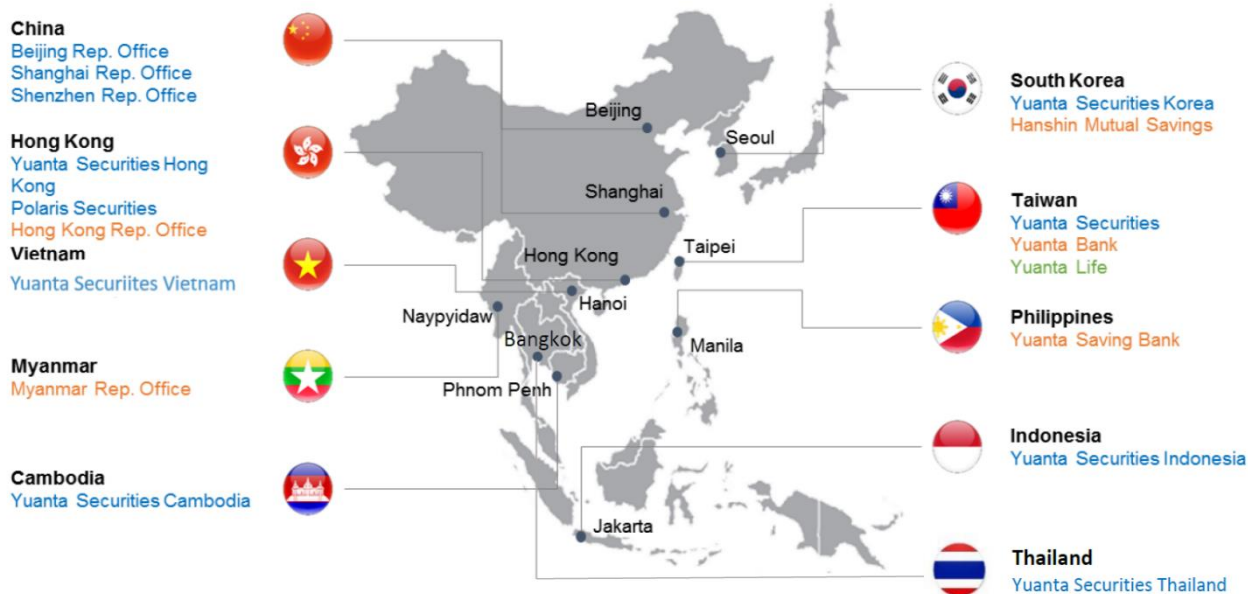 China
Beijing Rep. Office
Shanghai Rep. Office
Shenzhen Rep. Office
Hong Kong
Yuanta Securities Hong
Kong
Polaris Securities
Hong Kong Rep. Office
Vietnam
Yuanta Securiites Vietnam
Myanmar
Myanmar Rep. Office
Cambodia
Yuanta Securities Cambodia
Beijing
Seoul
Shanghai
Taipei
Hong Kong
Hanoi
Naypyidaw
Bangkok
Manila
Phnom Penh
Jakarta
South Korea
Yuanta Securities Korea
Hanshin Mutual Savings
Taiwan
Yuanta Securities
Yuanta Bank
Yuanta Life
Philippines
Yuanta Saving Bank
Indonesia
Yuanta Securities Indonesia
Thailand
Yuanta Securities Thailand